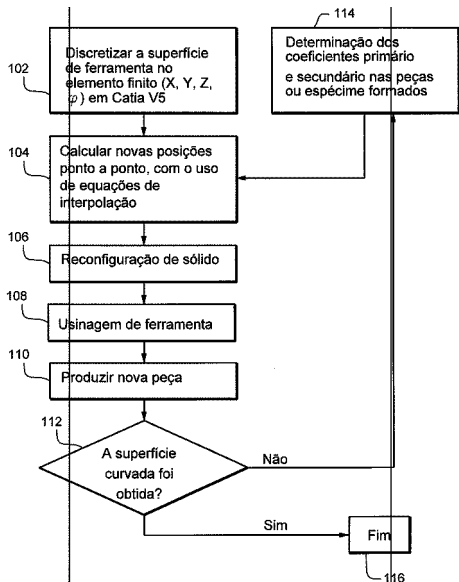 102
Discretizar a superfície
de ferramenta no
elemento finito (X, Y, Z,
φ) em Catia V5
114
Determinação dos
coeficientes primário
e secundário nas peças
ou espécime formados
104
Calcular novas posições
ponto a ponto, com o uso
de equações de
interpolação
106
Reconfiguração de sólido
108
Usinagem de ferramenta
110
Produzir nova peça
112
A superfície
curvada foi
obtida?
Não
Sim
Fim
116